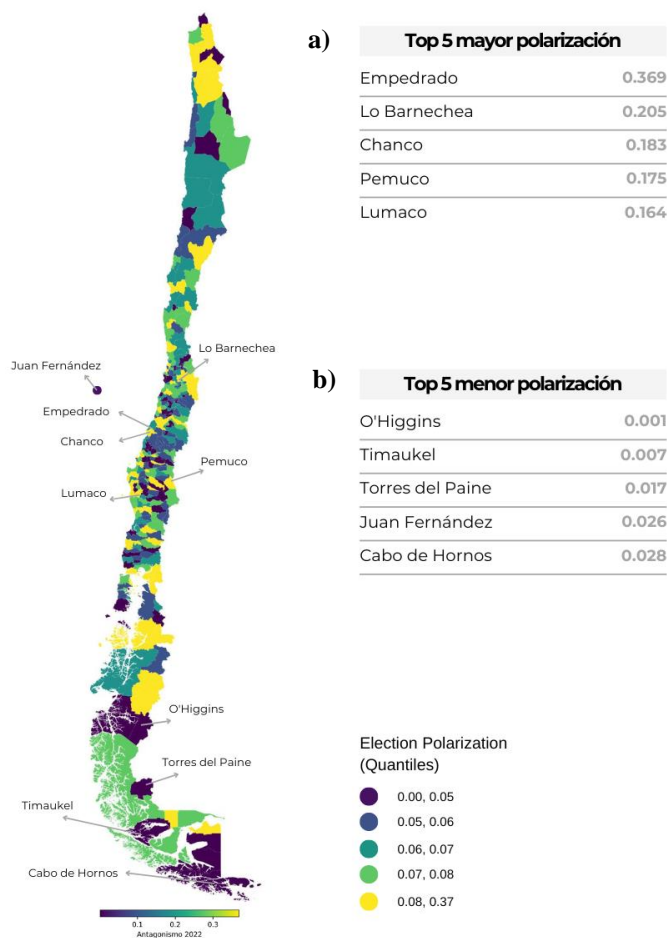 a)
Top 5 mayor polarización
Empedrado 0.369
Lo Barnechea 0.205
Chanco 0.183
Pemuco 0.175
Lumaco 0.164
Lo Barnechea
Juan Fernández
Empedrado
Chanco
Pemuco
Lumaco
b)
Top 5 menor polarización
O'Higgins 0.001
Timaukel 0.007
Torres del Paine 0.017
Juan Fernández 0.026
Cabo de Hornos 0.028
O'Higgins
Torres del Paine
Timaukel
Cabo de Hornos
Election Polarization
(Quantiles)
0.00, 0.05
0.05, 0.06
0.06, 0.07
0.07, 0.08
0.08, 0.37
0.1 0.2 0.3
Antagonismo 2022